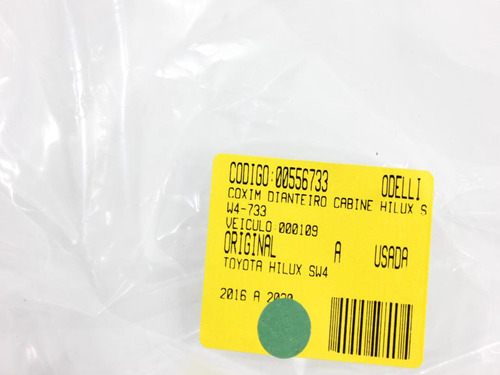 CODIGO:00556733 ODELLI
COXIM DIANTEIRO CABINE HILUX S
W4-733
VEICULO:000109
ORIGINAL A USADA
TOYOTA HILUX SW4
2016 A 2020